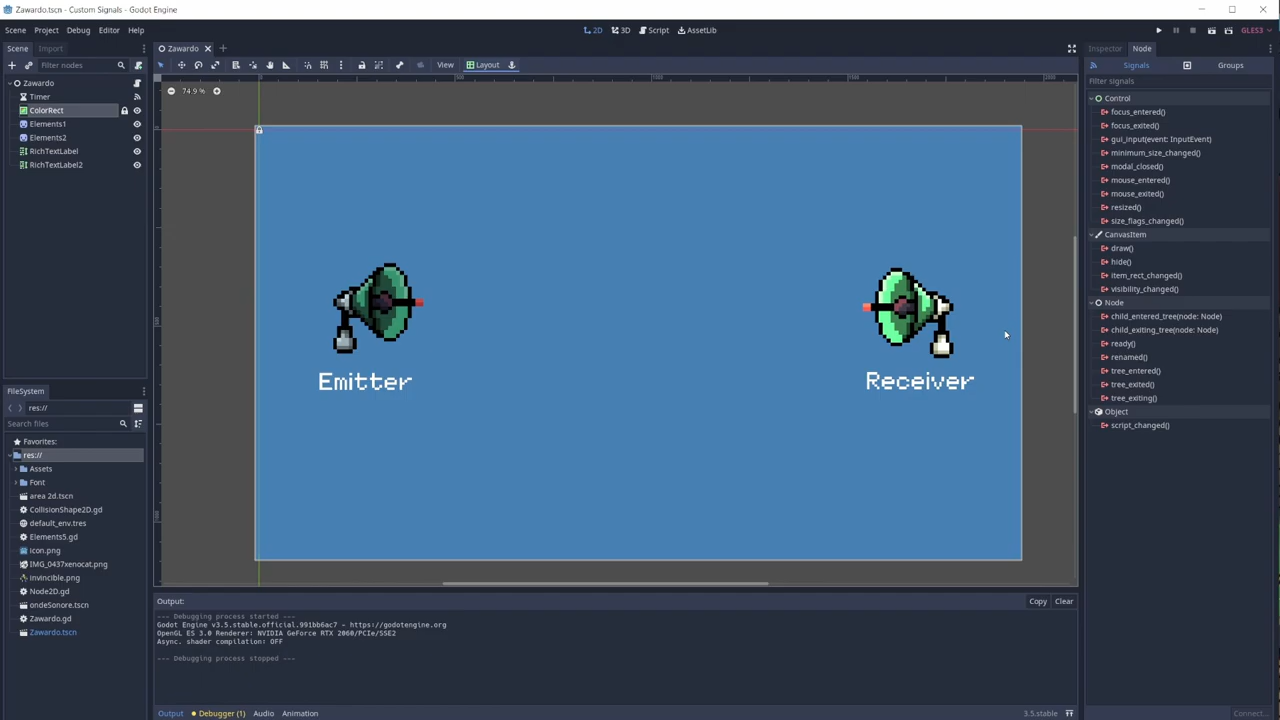 Zawardo.tscn - Custom Signals - Godot Engine
Scene Project Debug Editor Help
2D 3D Script AssetLib
GLES3
Scene Import
Filter nodes
Zawardo
Timer
ColorRect
Elements1
Elements2
RichTextLabel
RichTextLabel2
FileSystem
res://
Search files
Favorites:
res://
Assets
Font
area 2d.tscn
CollisionShape2D.gd
default_env.tres
Elements5.gd
icon.png
IMG_0437xenocat.png
invincible.png
Node2D.gd
ondeSonore.tscn
Zawardo.gd
Zawardo.tscn
Zawardo
View Layout
74.9 %
Emitter
Receiver
Output:
Copy Clear
--- Debugging process started ---
Godot Engine v3.5.stable.official.991bb6ac7 - https://godotengine.org
OpenGL ES 3.0 Renderer: NVIDIA GeForce RTX 2060/PCIe/SSE2
Async. shader compilation: OFF
--- Debugging process stopped ---
Output Debugger (1) Audio Animation
3.5.stable
Inspector Node
Signals Groups
Filter signals
Control
focus_entered()
focus_exited()
gui_input(event: InputEvent)
minimum_size_changed()
modal_closed()
mouse_entered()
mouse_exited()
resized()
size_flags_changed()
CanvasItem
draw()
hide()
item_rect_changed()
visibility_changed()
Node
child_entered_tree(node: Node)
child_exiting_tree(node: Node)
ready()
renamed()
tree_entered()
tree_exited()
tree_exiting()
Object
script_changed()
Connect...